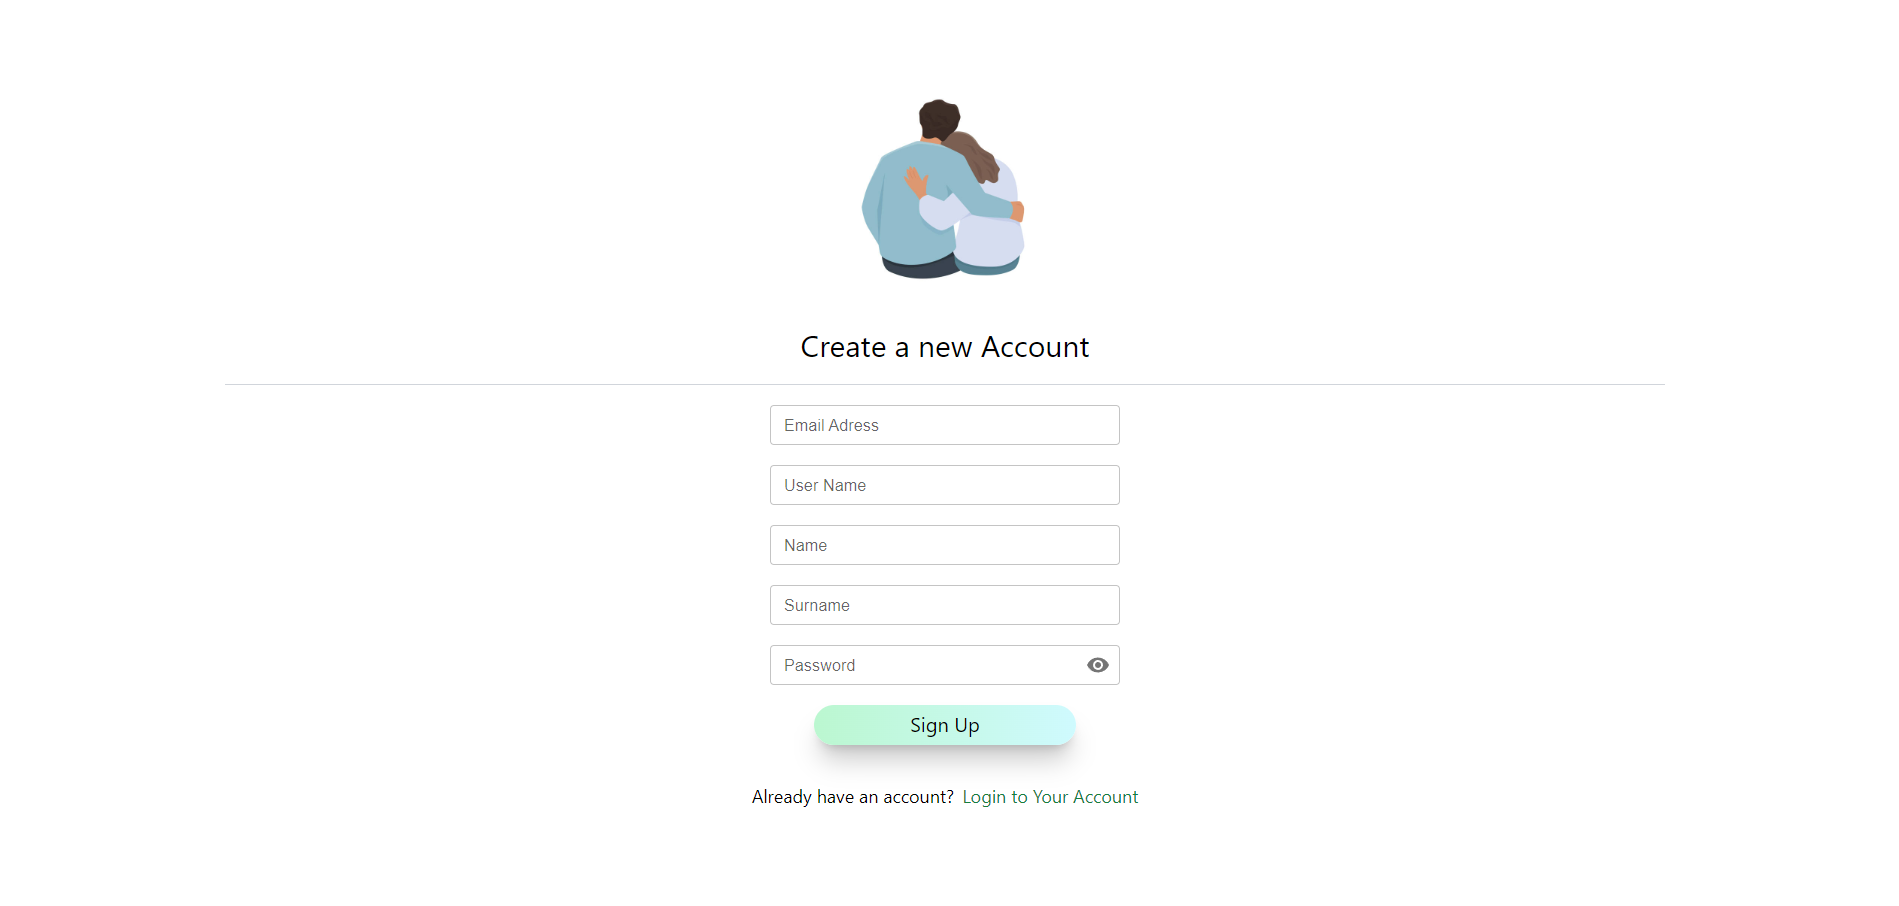 Create a new Account
Email Adress
User Name
Name
Surname
Password
Sign Up
Already have an account? Login to Your Account